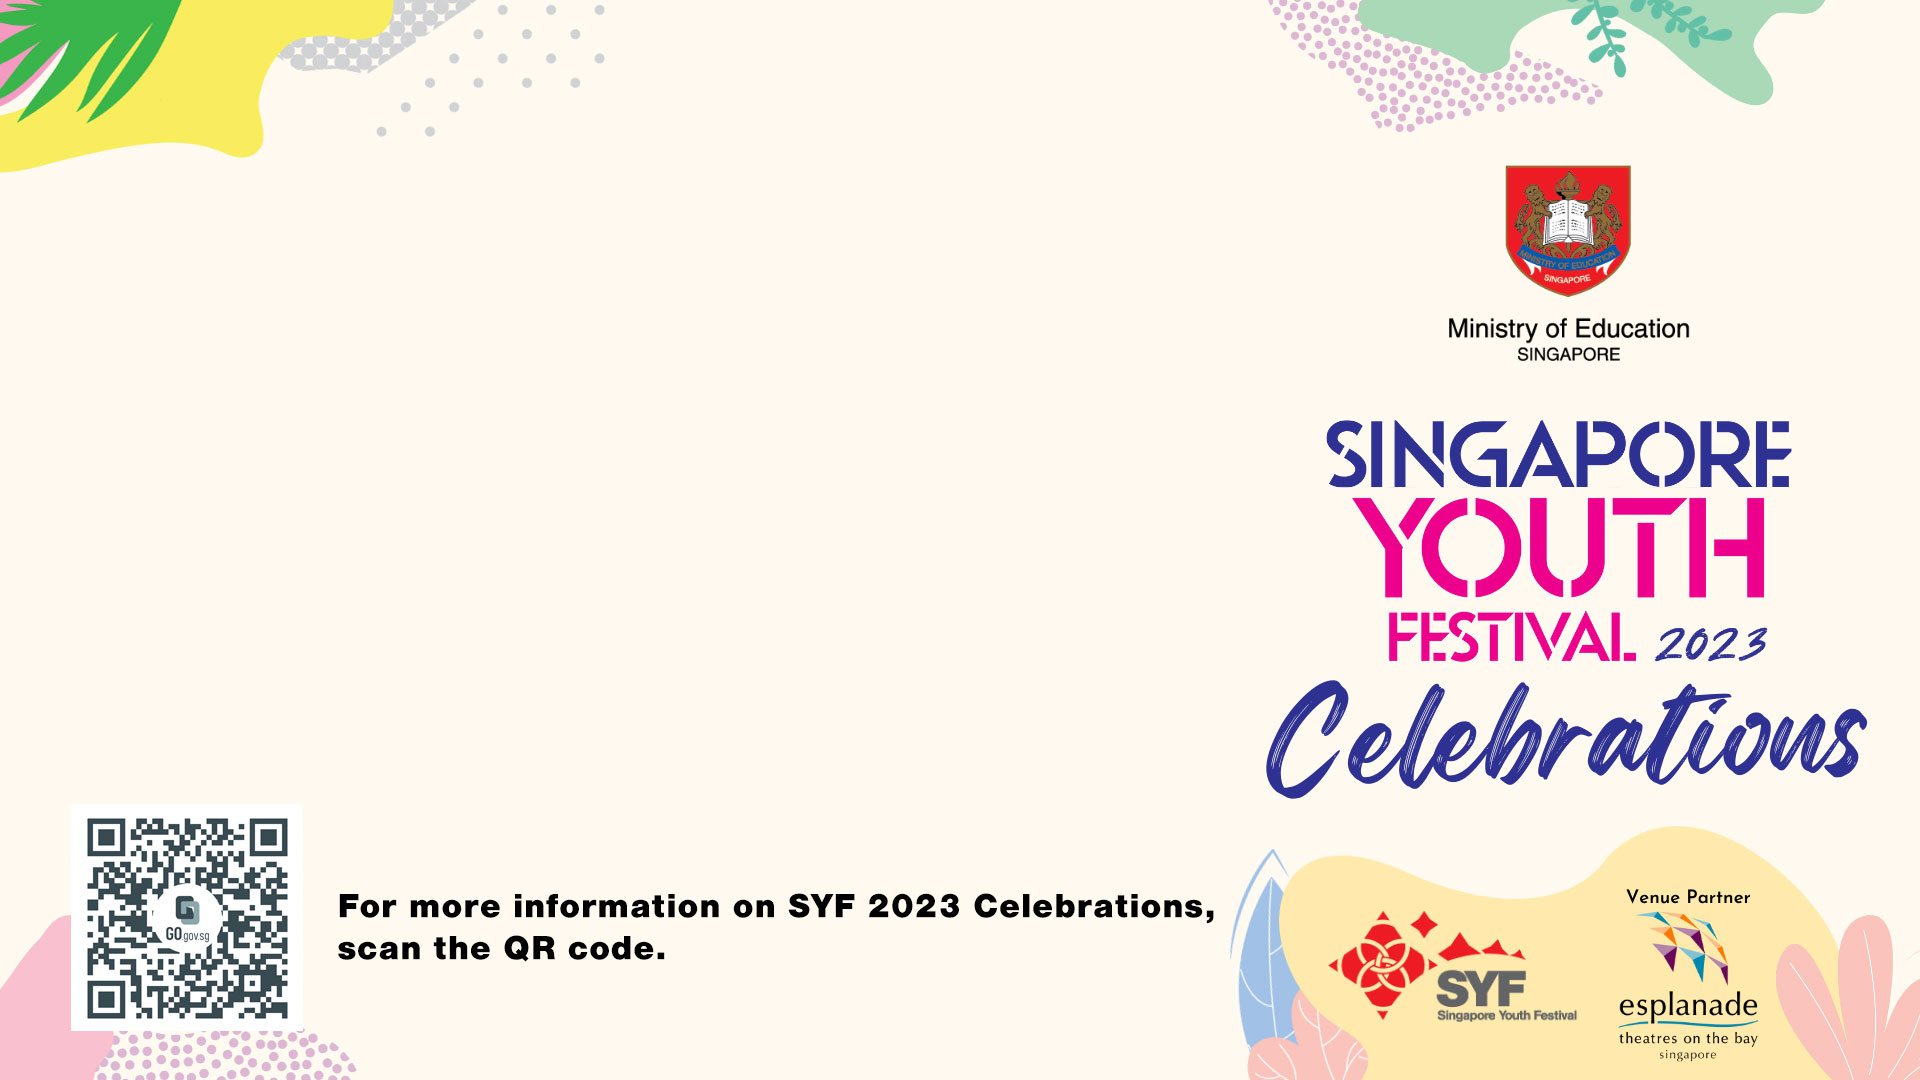 MINISTRY OF EDUCATION
SINGAPORE
Ministry of Education
SINGAPORE
SINGAPORE
YOUTH
FESTIVAL 2023
Celebrations
GO.gov.sg
For more information on SYF 2023 Celebrations,
scan the QR code.
SYF
Singapore Youth Festival
Venue Partner
esplanade
theatres on the bay
singapore